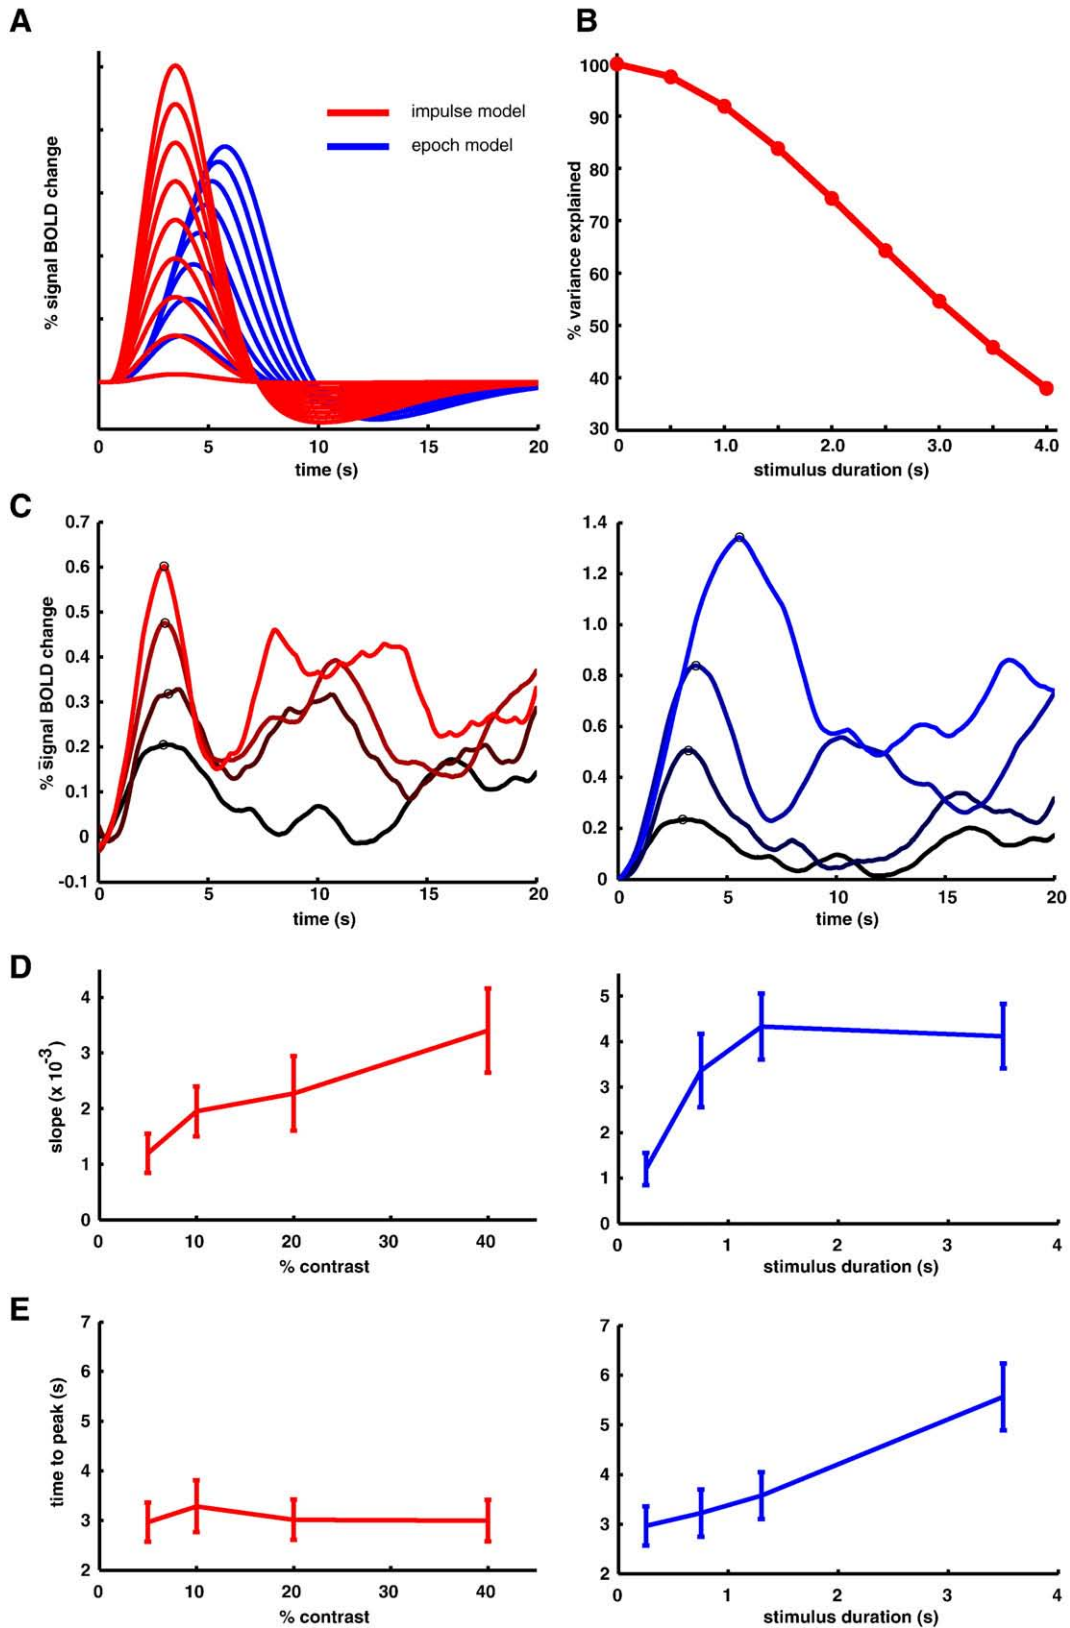 A
% signal BOLD change
impulse model
epoch model
0 5 10 15 20
time (s)
B
% variance explained
100
90
80
70
60
50
40
30
0 1.0 2.0 3.0 4.0
stimulus duration (s)
C
% signal BOLD change
0.7
0.6
0.5
0.4
0.3
0.2
0.1
0
-0.1
0 5 10 15 20
time (s)
1.4
1.2
1.0
0.8
0.6
0.4
0.2
0
0 5 10 15 20
time (s)
D
slope (x 10-3)
4
3
2
1
0
0 10 20 30 40
% contrast
5
4
3
2
1
0
0 1 2 3 4
stimulus duration (s)
E
time to peak (s)
7
6
5
4
3
2
0 10 20 30 40
% contrast
7
6
5
4
3
2
0 1 2 3 4
stimulus duration (s)